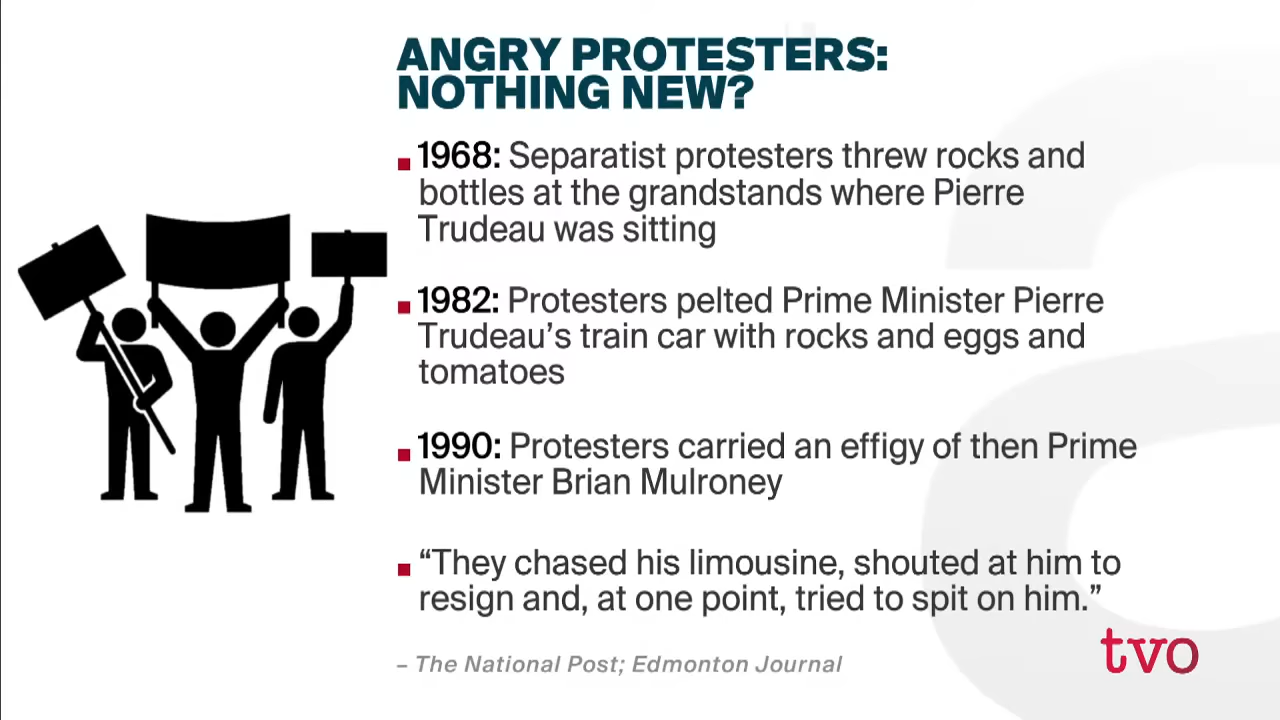 ANGRY PROTESTERS:
NOTHING NEW?
1968: Separatist protesters threw rocks and
bottles at the grandstands where Pierre
Trudeau was sitting
1982: Protesters pelted Prime Minister Pierre
Trudeau’s train car with rocks and eggs and
tomatoes
1990: Protesters carried an effigy of then Prime
Minister Brian Mulroney
“They chased his limousine, shouted at him to
resign and, at one point, tried to spit on him.”
– The National Post; Edmonton Journal
tvo